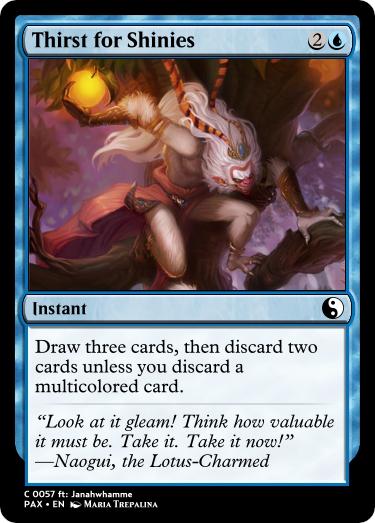 Thirst for Shinies 2
Instant
Draw three cards, then discard two
cards unless you discard a
multicolored card.
“Look at it gleam! Think how valuable
it must be. Take it. Take it now!”
—Naogui, the Lotus-Charmed
C 0057 ft: Janahwhamme
PAX • EN Maria Trepalina